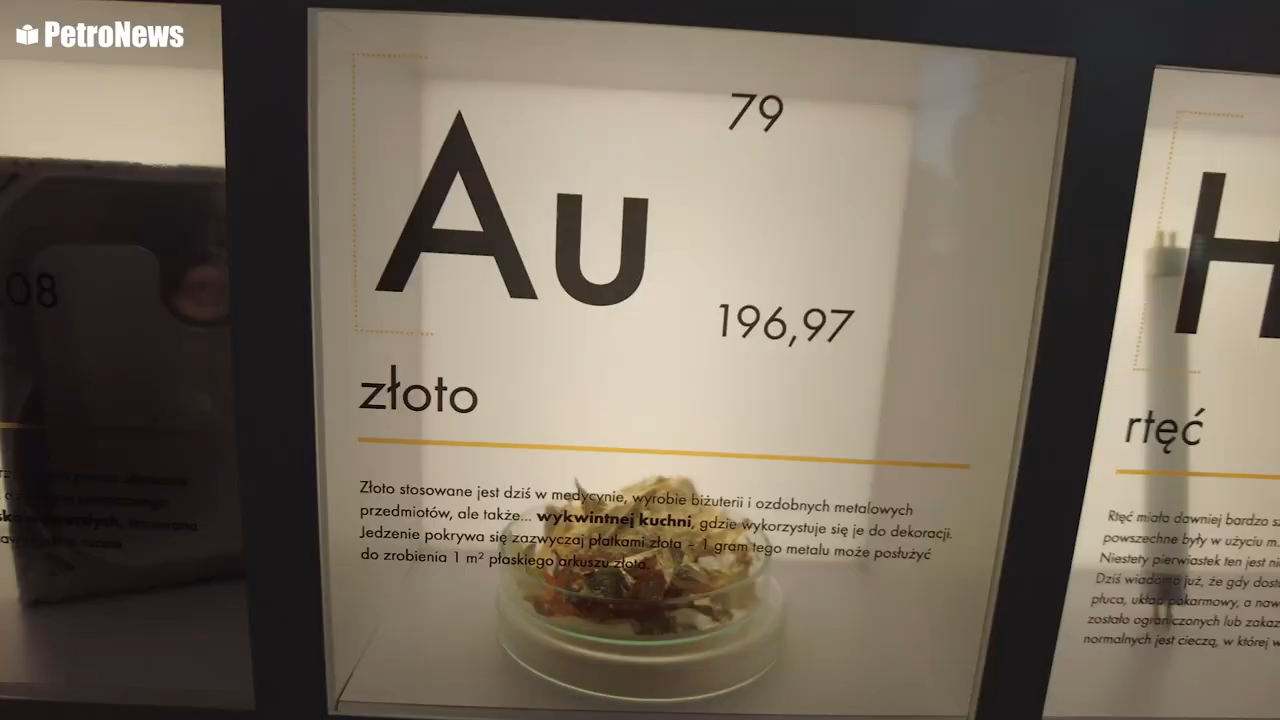 PetroNews
79
Au
196,97
złoto
Złoto stosowane jest dziś w medycynie, wyrobie biżuterii i ozdobnych metalowych
przedmiotów, ale także... wykwintnej kuchni, gdzie wykorzystuje się je do dekoracji.
Jedzenie pokrywa się zazwyczaj płatkami złota – 1 gram tego metalu może posłużyć
do zrobienia 1 m² płaskiego arkuszu złota.
.08
H
rtęć
Rtęć miała dawniej bardzo
powszechne były w użyciu m.
Niestety pierwiastek ten jest
Dziś wiadomo już, że gdy
płuca, układ pokarmowy, a
zostało ograniczonych lub
normalnych jest cieczą, w której